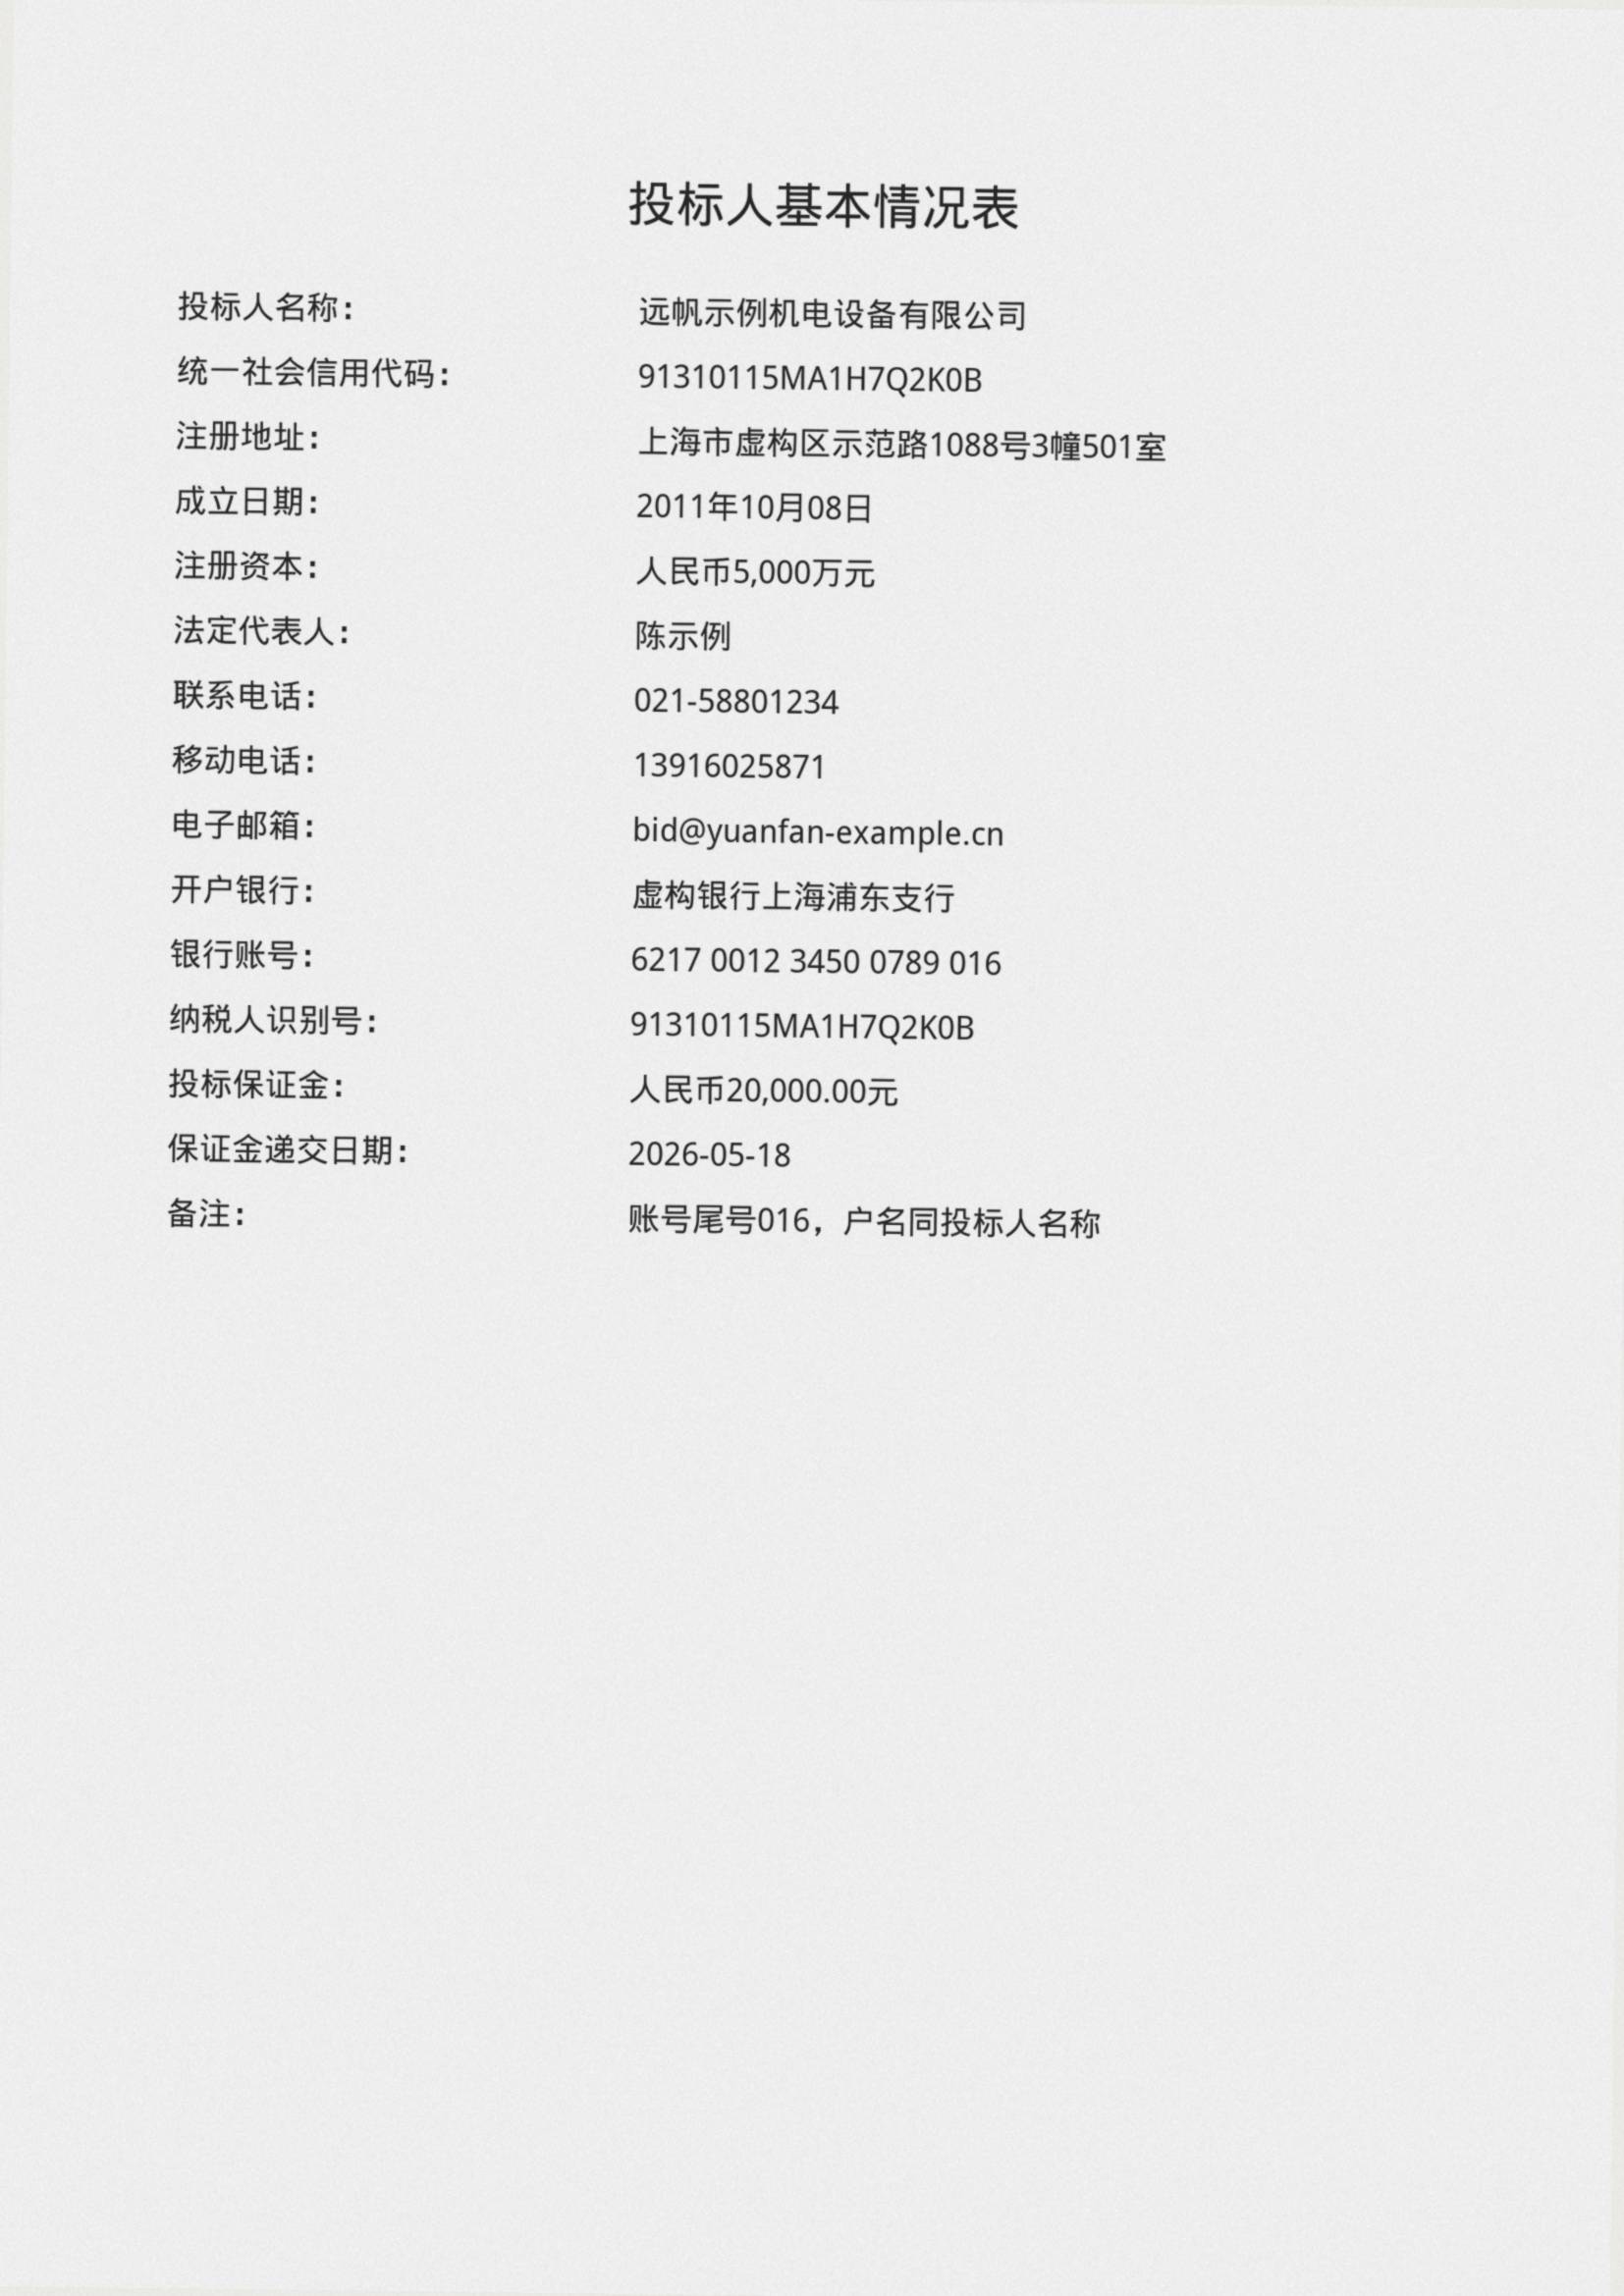 投标人基本情况表
投标人名称: 远帆示例机电设备有限公司
统一社会信用代码: 91310115MA1H7Q2K0B
注册地址: 上海市虚构区示范路1088号3幢501室
成立日期: 2011年10月08日
注册资本: 人民币5,000万元
法定代表人: 陈示例
联系电话: 021-58801234
移动电话: 13916025871
电子邮箱: bid@yuanfan-example.cn
开户银行: 虚构银行上海浦东支行
银行账号: 6217 0012 3450 0789 016
纳税人识别号: 91310115MA1H7Q2K0B
投标保证金: 人民币20,000.00元
保证金递交日期: 2026-05-18
备注: 账号尾号016，户名同投标人名称